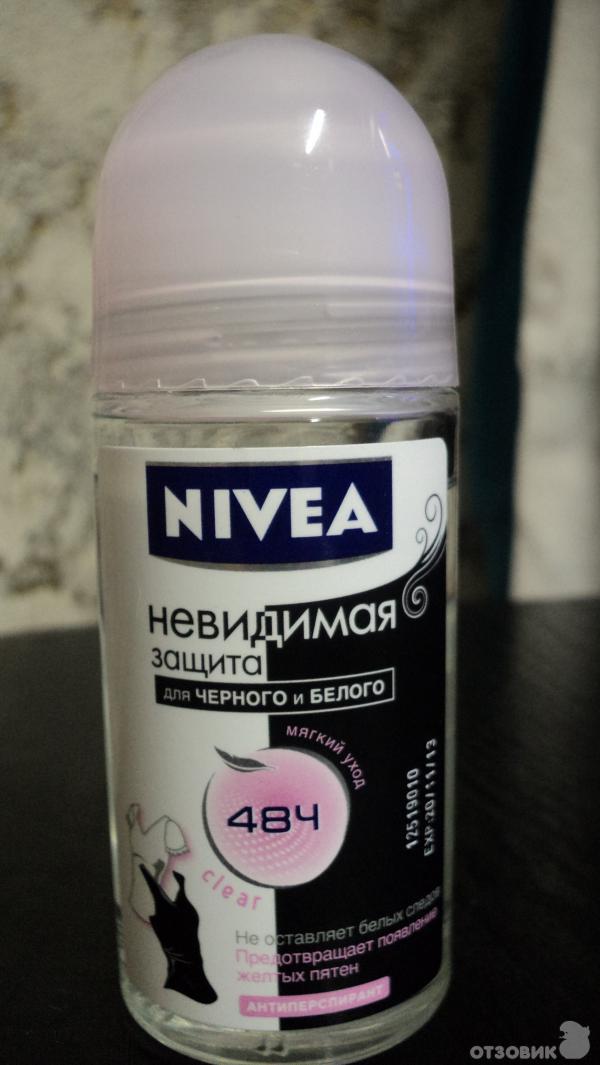 NIVEA
невидимая
защита
для ЧЕРНОГО и БЕЛОГО
мягкий уход
48ч
clear
12519010
EXP:20/11/13
Не оставляет белых следов
Предотвращает появление
желтых пятен
АНТИПЕРСПИРАНТ
ОТЗОВИК